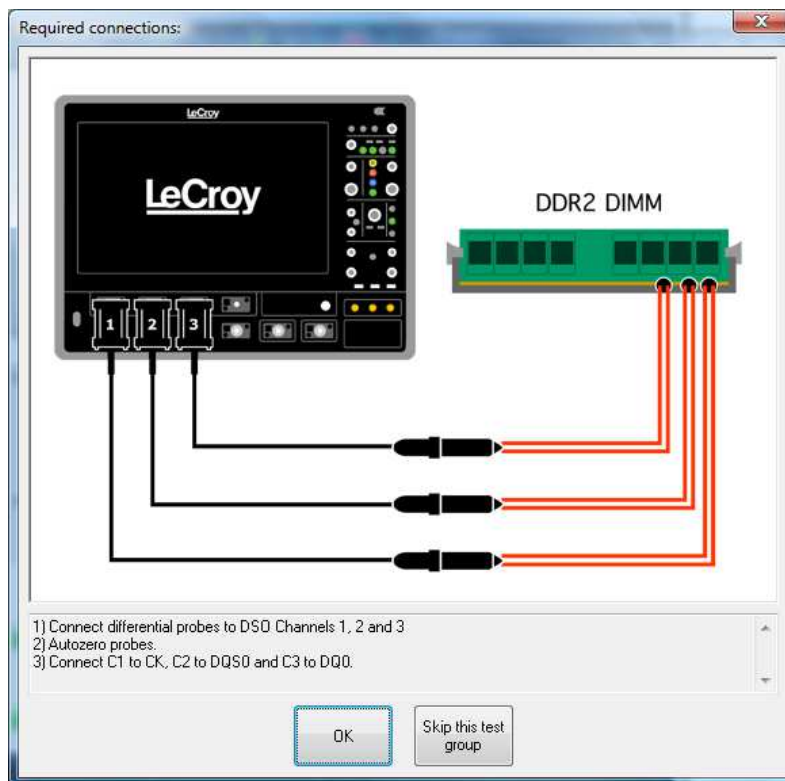 Required connections:
LeCroy
LeCroy
DDR2 DIMM
1 2 3
1) Connect differential probes to DSO Channels 1, 2 and 3
2) Autozero probes.
3) Connect C1 to CK, C2 to DQS0 and C3 to DQ0.
OK
Skip this test
group